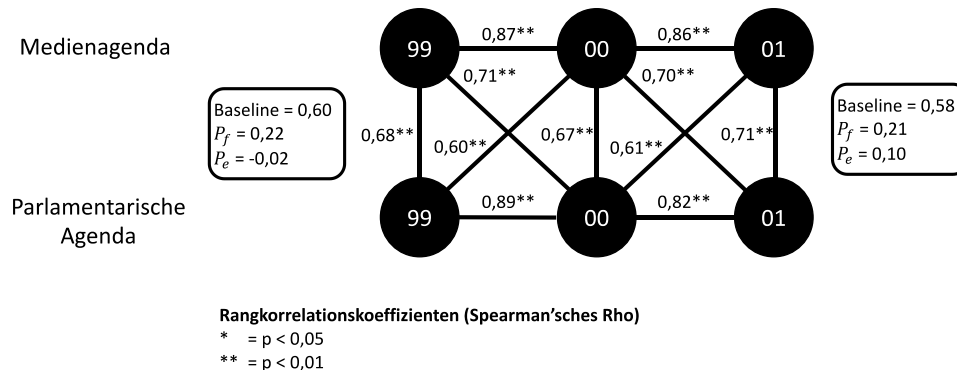 Medienagenda
99
0,87**
00
0,86**
01
0,71**
0,70**
Baseline = 0,60
P_f = 0,22
P_e = -0,02
0,68**
0,60**
0,67**
0,61**
0,71**
Baseline = 0,58
P_f = 0,21
P_e = 0,10
Parlamentarische
Agenda
99
0,89**
00
0,82**
01
Rangkorrelationskoeffizienten (Spearman’sches Rho)
* = p < 0,05
** = p < 0,01